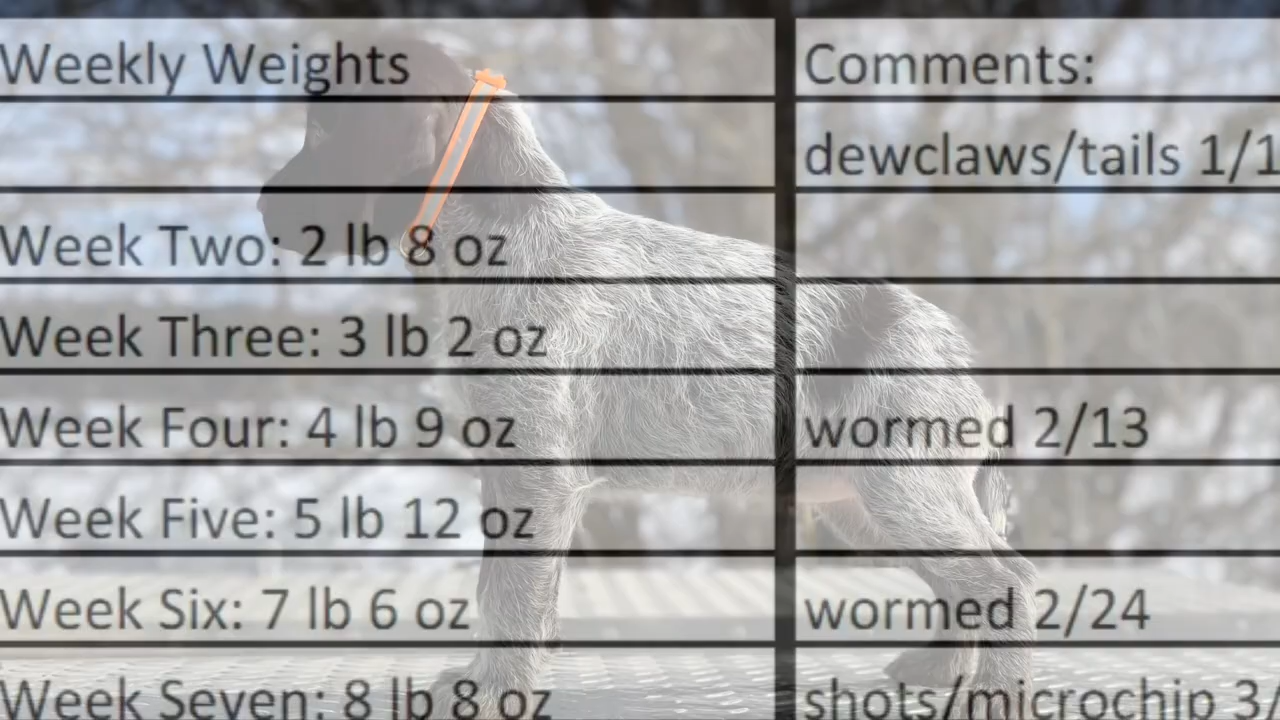 Weekly Weights
Comments:
dewclaws/tails 1/1
Week Two: 2 lb 8 oz
Week Three: 3 lb 2 oz
Week Four: 4 lb 9 oz
wormed 2/13
Week Five: 5 lb 12 oz
Week Six: 7 lb 6 oz
wormed 2/24
Week Seven: 8 lb 8 oz
shots/microchip 3/